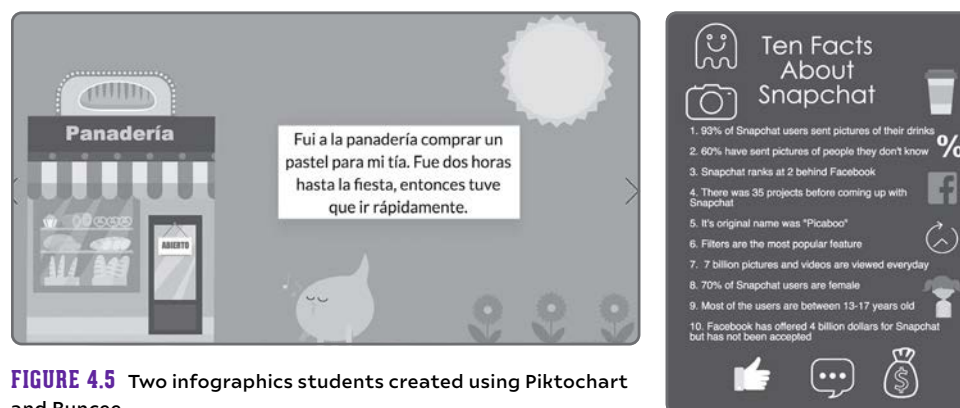 Panadería
ABIERTO
Fui a la panadería comprar un
pastel para mi tía. Fue dos horas
hasta la fiesta, entonces tuve
que ir rápidamente.
FIGURE 4.5 Two infographics students created using Piktochart
and Buncee
Ten Facts
About
Snapchat
1. 93% of Snapchat users sent pictures of their drinks
2. 60% have sent pictures of people they don't know
%
3. Snapchat ranks at 2 behind Facebook
4. There was 35 projects before coming up with
Snapchat
5. It's original name was "Picaboo"
6. Filters are the most popular feature
7. 7 billion pictures and videos are viewed everyday
8. 70% of Snapchat users are female
9. Most of the users are between 13-17 years old
10. Facebook has offered 4 billion dollars for Snapchat
but has not been accepted